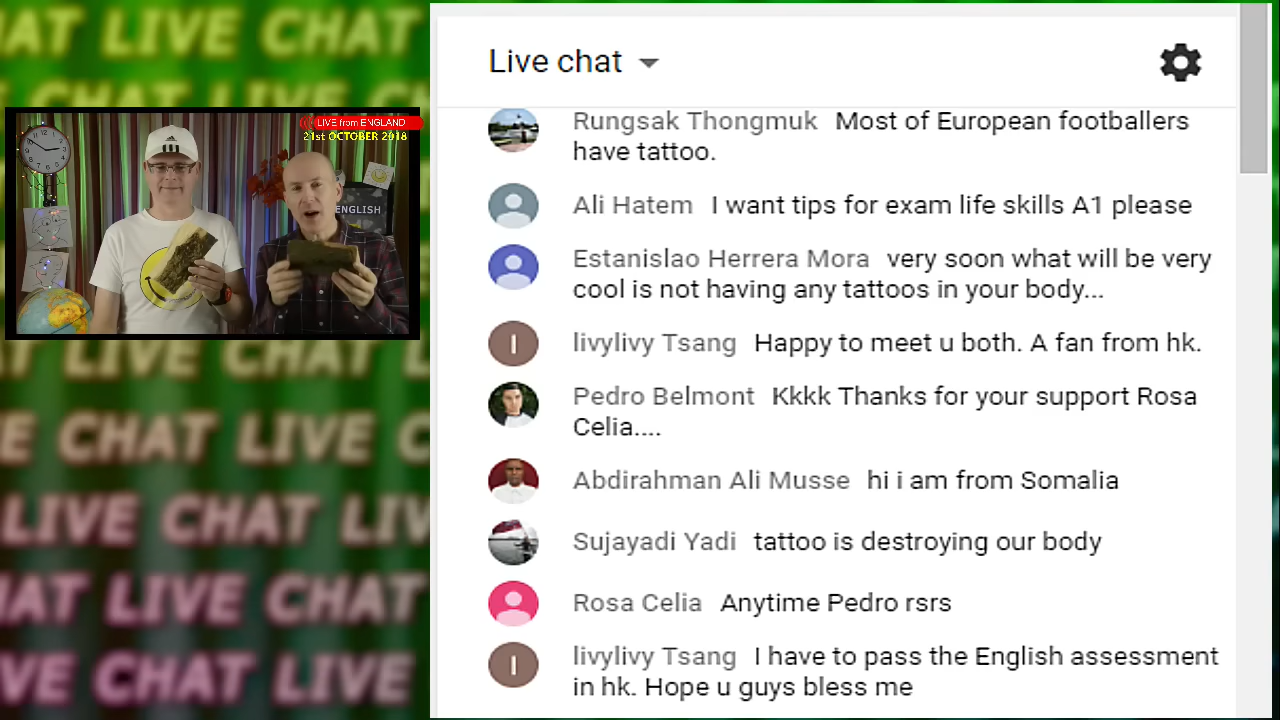 AT LIVE CHAT
CHAT LIVE CHAT
LIVE from ENGLAND
21st OCTOBER 2018
ENGLISH
AT LIVE CHAT L
E CHAT LIVE C
LIVE CHAT LIV
HAT LIVE CHAT
VE CHAT LIVE
Live chat
Rungsak Thongmuk Most of European footballers
have tattoo.
Ali Hatem I want tips for exam life skills A1 please
Estanislao Herrera Mora very soon what will be very
cool is not having any tattoos in your body...
livylivy Tsang Happy to meet u both. A fan from hk.
Pedro Belmont Kkkk Thanks for your support Rosa
Celia....
Abdirahman Ali Musse hi i am from Somalia
Sujayadi Yadi tattoo is destroying our body
Rosa Celia Anytime Pedro rsrs
l
livylivy Tsang I have to pass the English assessment
in hk. Hope u guys bless me